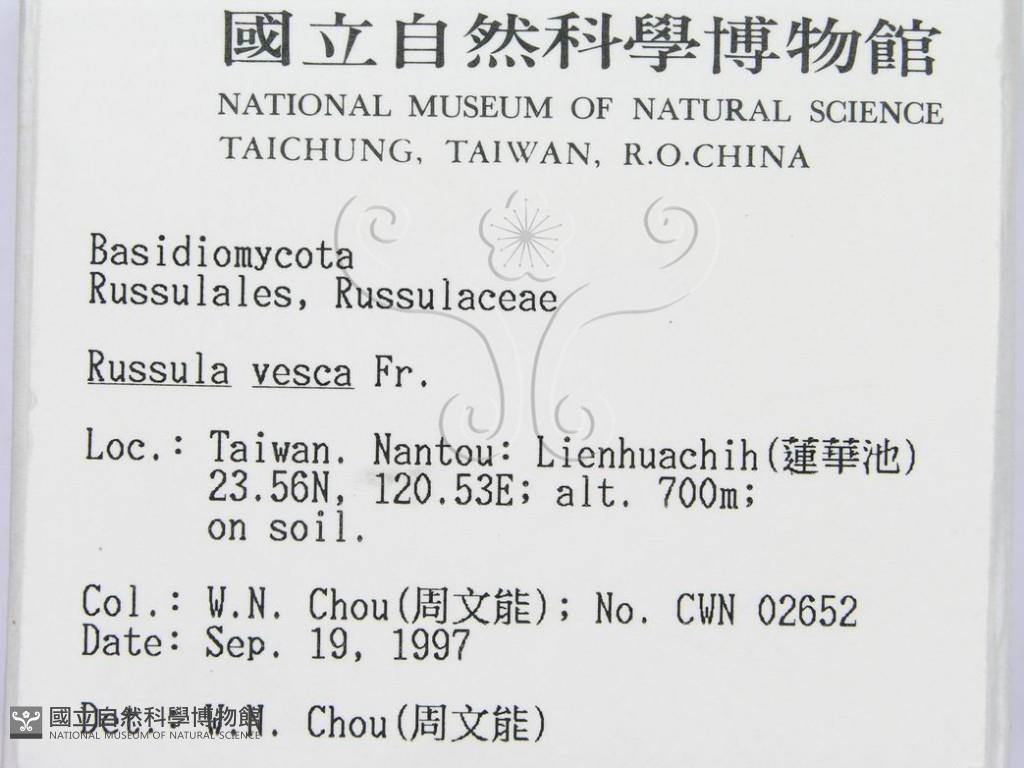 國立自然科學博物館
NATIONAL MUSEUM OF NATURAL SCIENCE
TAICHUNG, TAIWAN, R.O.CHINA
Basidiomycota
Russulales, Russulaceae
Russula vesca Fr.
Loc.: Taiwan. Nantou: Lienhuachih(蓮華池)
23.56N, 120.53E; alt. 700m;
on soil.
Col.: W.N. Chou(周文能); No. CWN 02652
Date: Sep. 19, 1997
Det.: W.N. Chou(周文能)
國立自然科學博物館
NATIONAL MUSEUM OF NATURAL SCIENCE